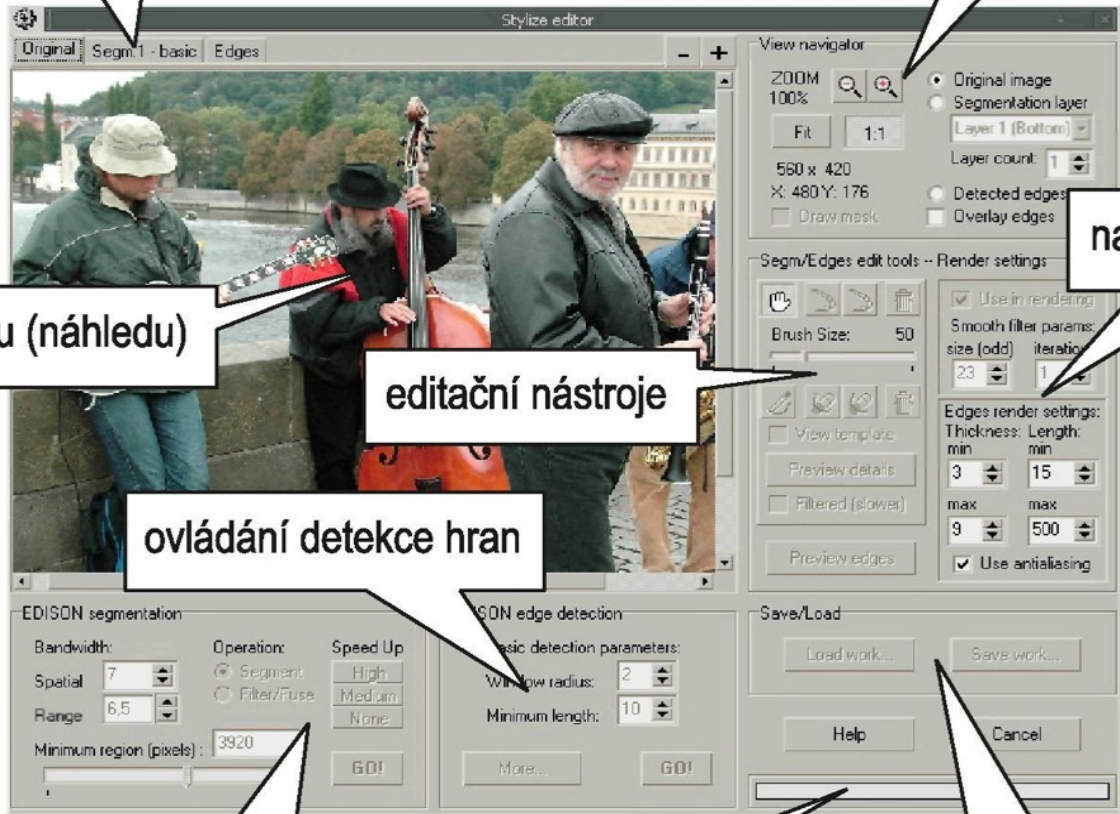 Stylize editor
Original Segm.1 - basic Edges - +
View navigator
ZOOM
100%
Fit 1:1
560 x 420
X: 480 Y: 176
Draw mask
Original image
Segmentation layer
Layer 1 (Bottom)
Layer count: 1
Detected edges
Overlay edges
u (náhledu)
editační nástroje
ovládání detekce hran
Segm/Edges edit tools -- Render settings
Brush Size: 50
View template
Preview details
Filtered (slower)
Preview edges
Use in rendering
Smooth filter params:
size (odd)
23 1
Edges render settings:
Thickness: Length:
min min
3 15
max max
9 500
Use antialiasing
EDISON segmentation
Bandwidth:
Spatial 7
Range 6,5
Operation:
Segment
Filter/Fuse
Speed Up
High
Medium
None
Minimum region (pixels) : 3920
GO!
edge detection
detection parameters:
Window radius: 2
Minimum length: 10
More... GO!
Save/Load
Load work... Save work...
Help Cancel